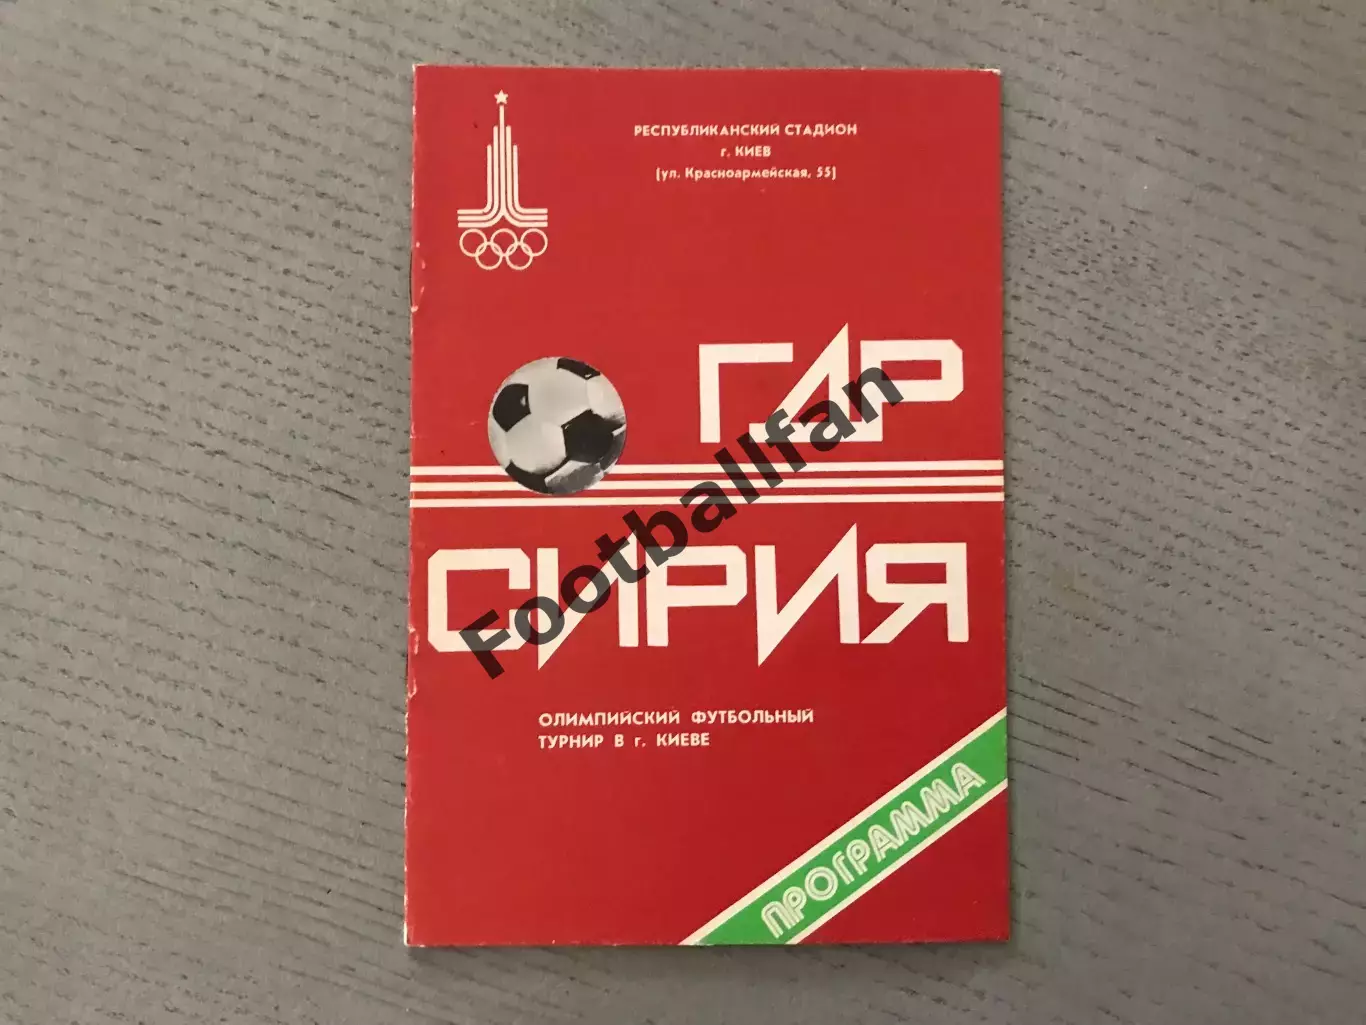 РЕСПУБЛИКАНСКИЙ СТАДИОН
г. КИЕВ
(ул. Красноармейская, 55)
ГДР
СИРИЯ
Footballfan
ОЛИМПИЙСКИЙ ФУТБОЛЬНЫЙ
ТУРНИР В г. КИЕВЕ
ПРОГРАММА